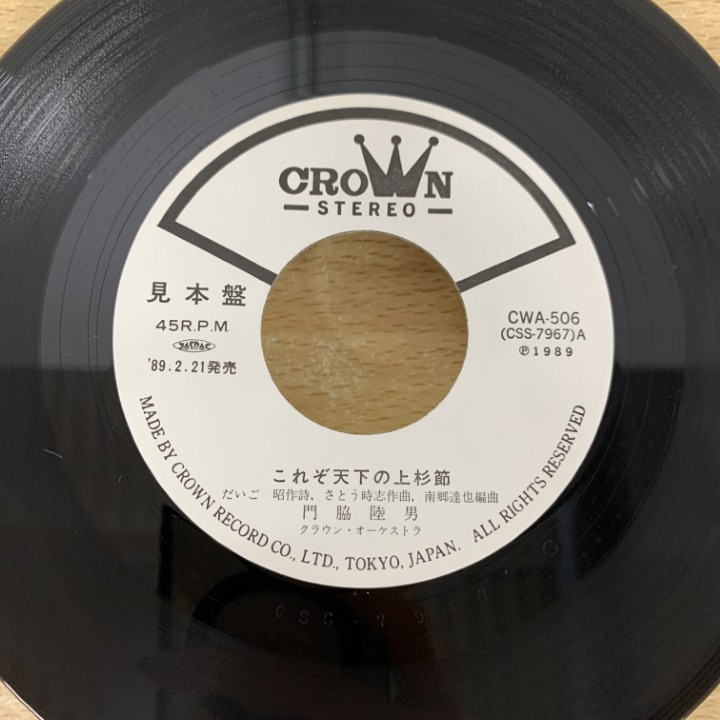 CROWN
STEREO
見本盤
45R.P.M.
JASRAC
'89.2.21発売
CWA-506
(CSS-7967)A
Ⓟ1989
これぞ天下の上杉節
だいご 昭作詩, さとう時志作曲, 南郷達也編曲
門脇陸男
クラウン・オーケストラ
MADE BY CROWN RECORD CO., LTD., TOKYO, JAPAN. ALL RIGHTS RESERVED